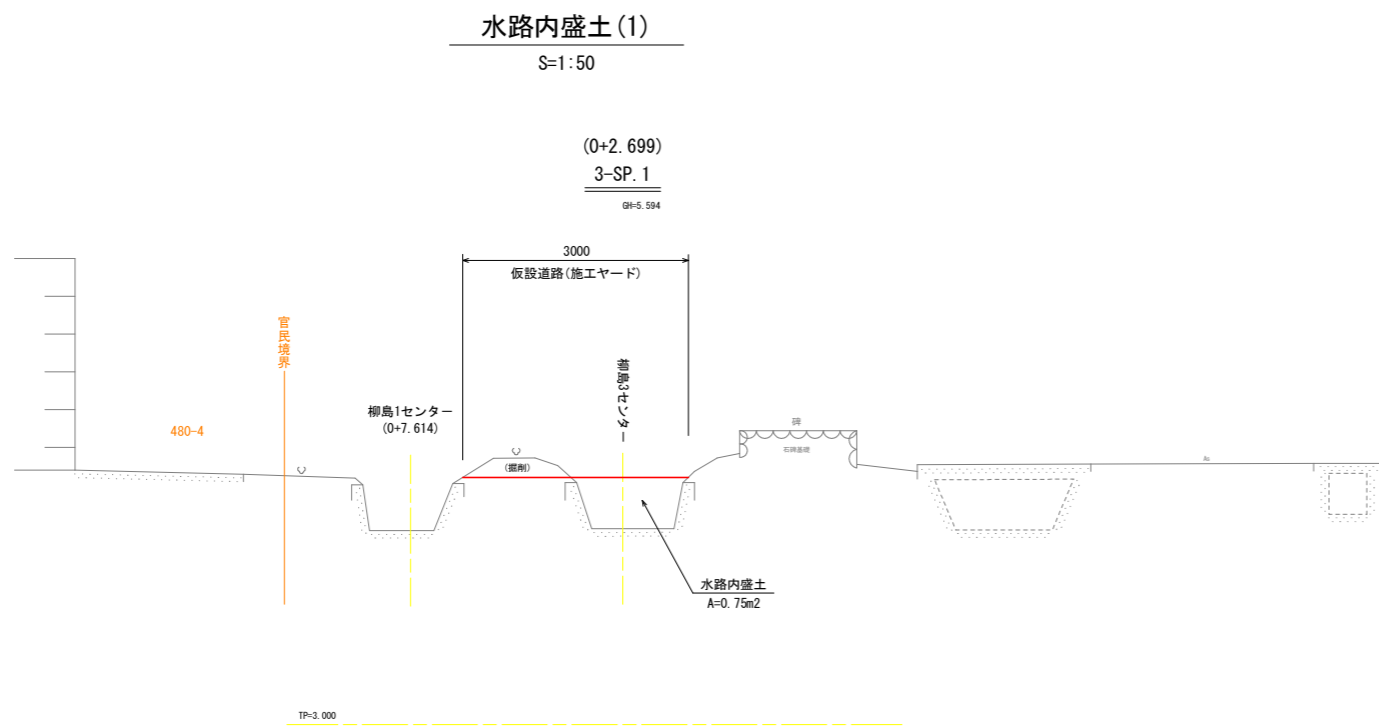 水路内盛土(1)
S=1:50
(0+2.699)
3-SP.1
GH=5.594
3000
仮設道路(施工ヤード)
官民境界
柳島3センター
柳島1センター
(0+7.614)
480-4
碑
石碑基礎
(掘削)
As
水路内盛土
A=0.75m2
TP=3.000